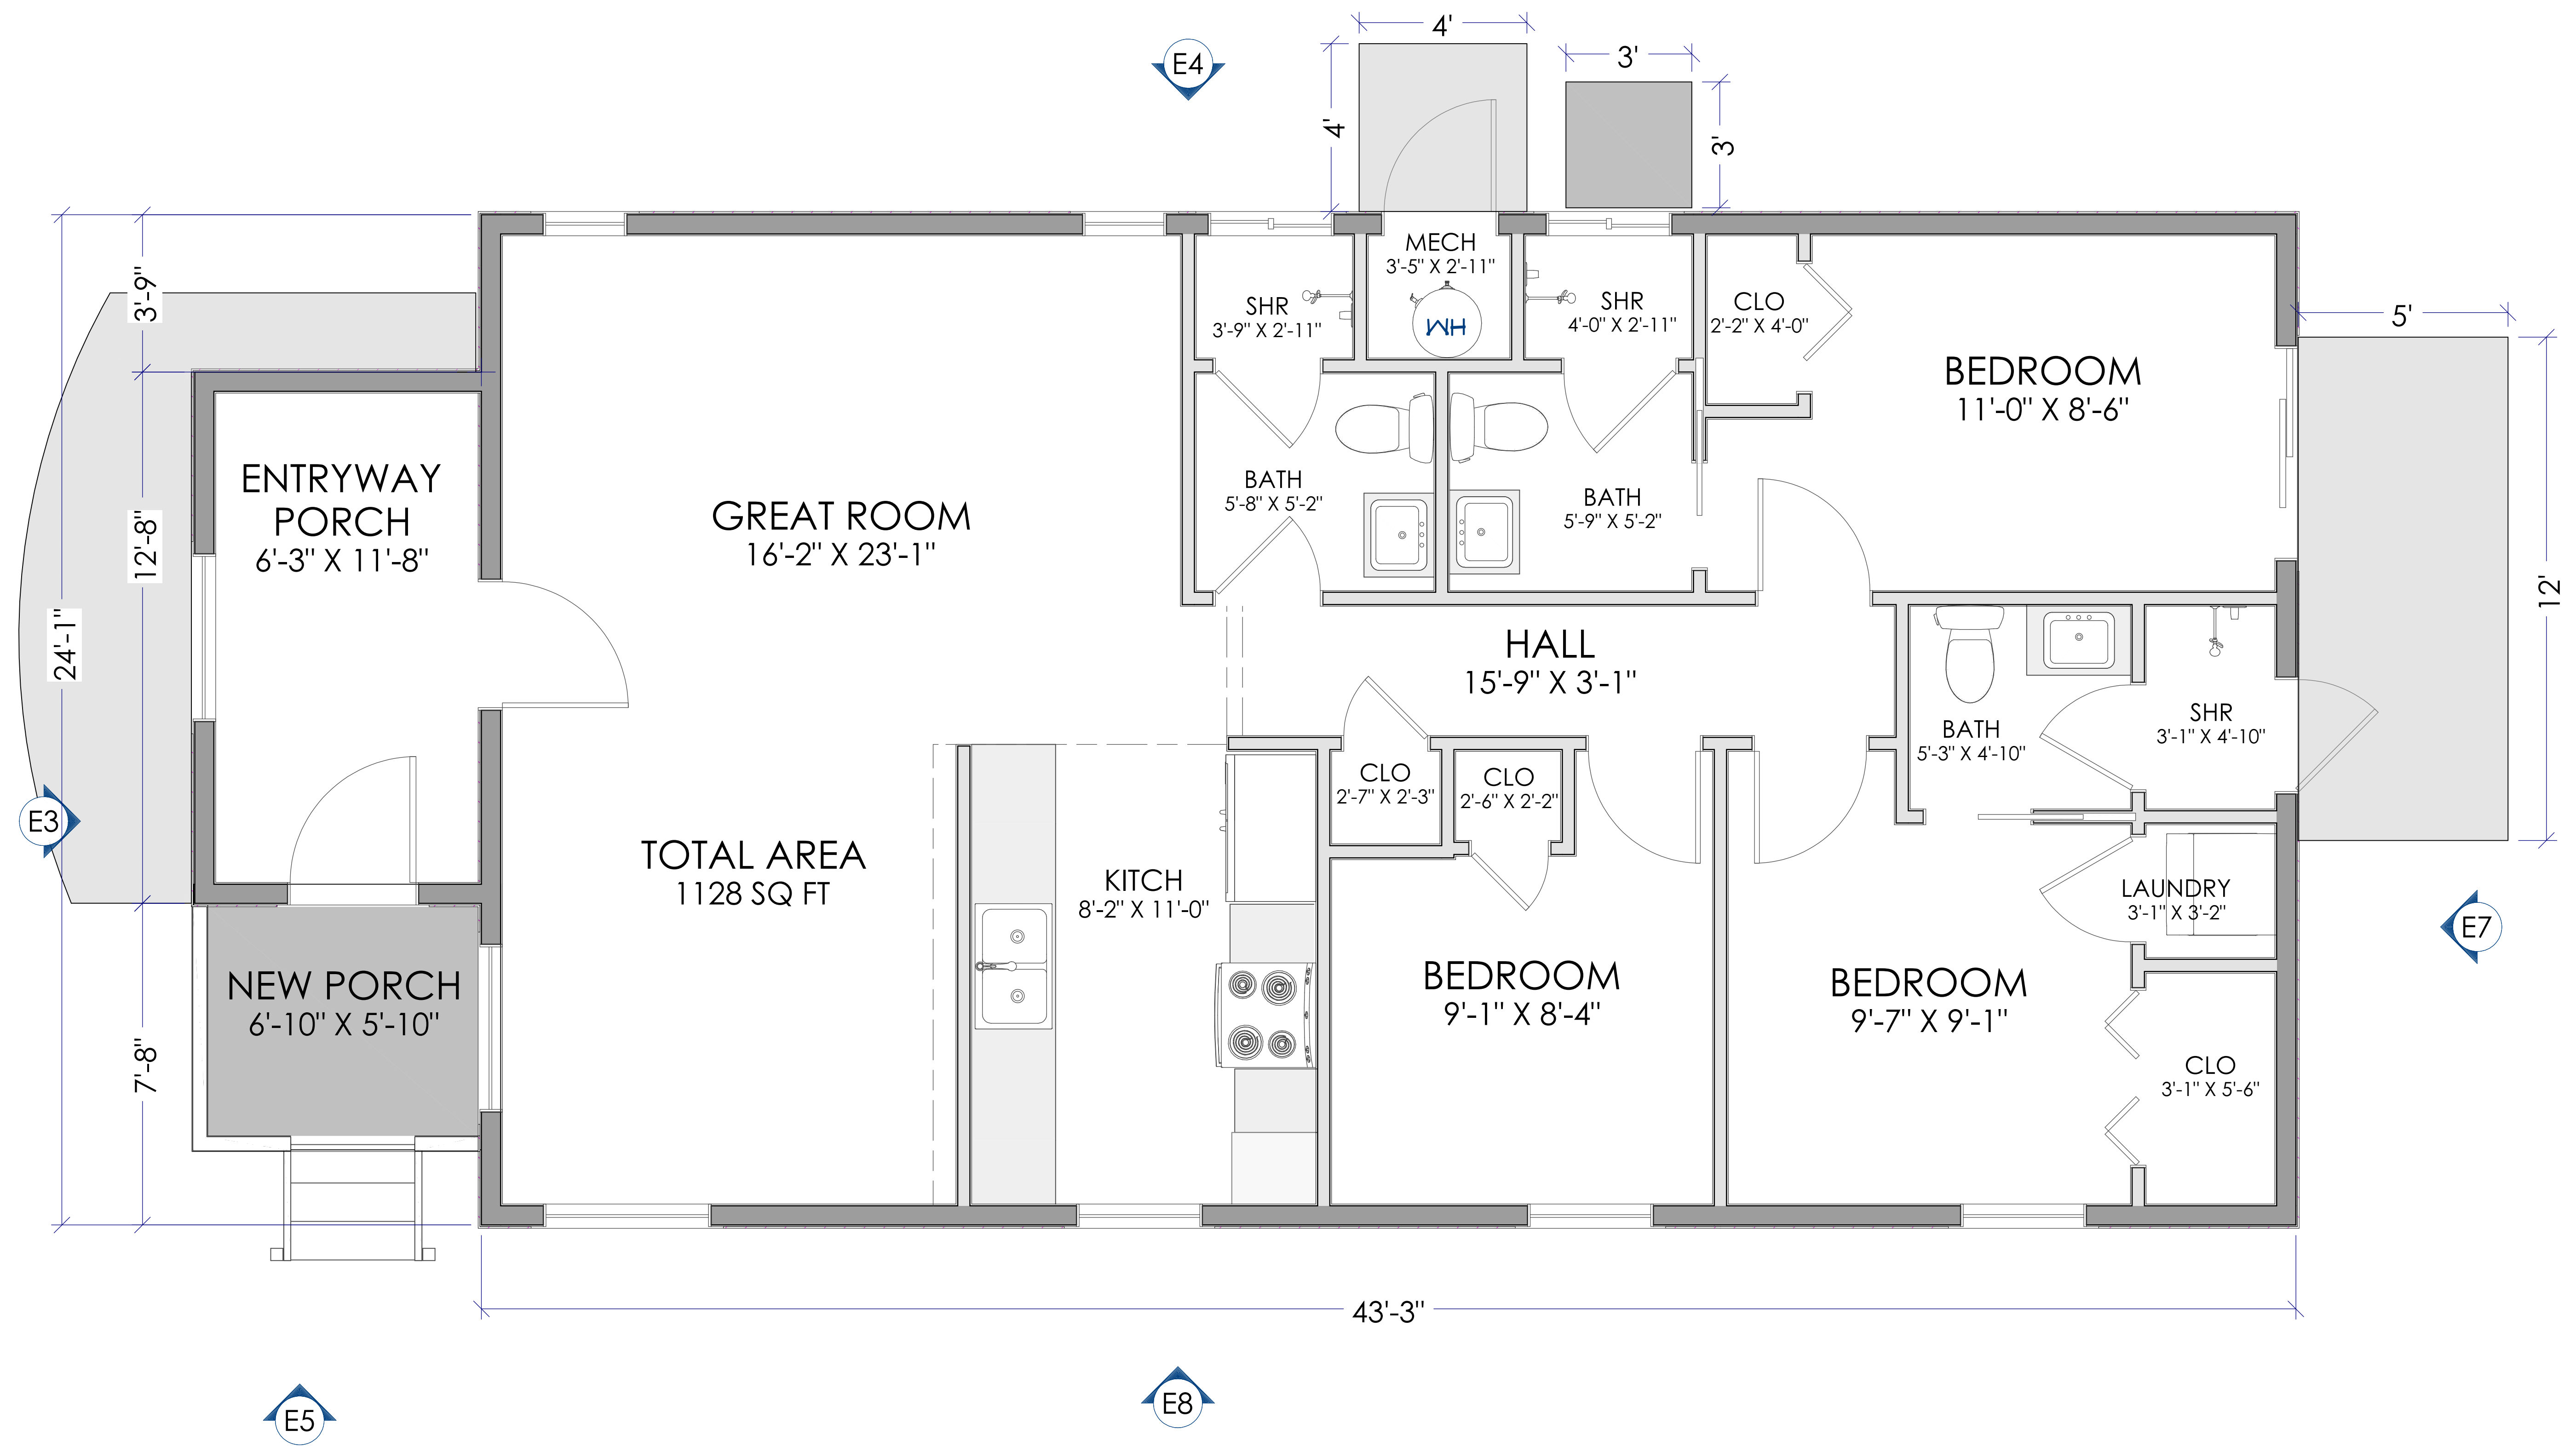 4'
E4
3'
4'
3'
MECH
3'-5" X 2'-11"
3'-9"
SHR
3'-9" X 2'-11"
HM
SHR
4'-0" X 2'-11"
CLO
2'-2" X 4'-0"
5'
BEDROOM
11'-0" X 8'-6"
ENTRYWAY
PORCH
6'-3" X 11'-8"
12'-8"
GREAT ROOM
16'-2" X 23'-1"
BATH
5'-8" X 5'-2"
BATH
5'-9" X 5'-2"
12'
24'-1"
HALL
15'-9" X 3'-1"
BATH
5'-3" X 4'-10"
SHR
3'-1" X 4'-10"
CLO
2'-7" X 2'-3"
CLO
2'-6" X 2'-2"
E3
TOTAL AREA
1128 SQ FT
KITCH
8'-2" X 11'-0"
LAUNDRY
3'-1" X 3'-2"
E7
NEW PORCH
6'-10" X 5'-10"
BEDROOM
9'-1" X 8'-4"
BEDROOM
9'-7" X 9'-1"
7'-8"
CLO
3'-1" X 5'-6"
43'-3"
E5
E8